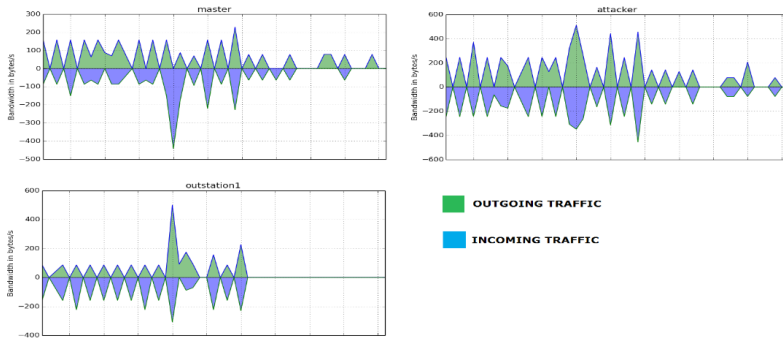 master
Bandwidth in bytes/s
300
200
100
0
−100
−200
−300
−400
−500
attacker
Bandwidth in bytes/s
600
400
200
0
−200
−400
−600
outstation1
Bandwidth in bytes/s
600
400
200
0
−200
−400
OUTGOING TRAFFIC
INCOMING TRAFFIC